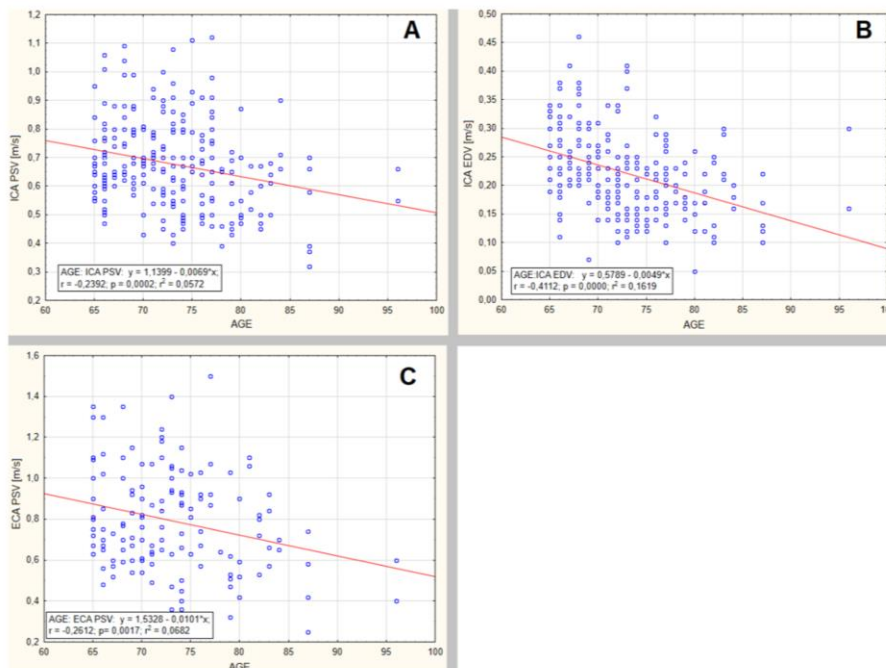 A
1,2
1,1
1,0
0,9
0,8
0,7
0,6
0,5
0,4
0,3
0,2
ICA PSV [m/s]
AGE: ICA PSV: y = 1,1399 - 0,0069*x;
r = -0,2392; p = 0,0002; r² = 0,0572
60 65 70 75 80 85 90 95 100
AGE
B
0,50
0,45
0,40
0,35
0,30
0,25
0,20
0,15
0,10
0,05
0,00
ICA EDV [m/s]
AGE:ICA EDV: y = 0,5789 - 0,0049*x;
r = -0,4112; p = 0,0000; r² = 0,1619
60 65 70 75 80 85 90 95 100
AGE
C
1,6
1,4
1,2
1,0
0,8
0,6
0,4
0,2
ECA PSV [m/s]
AGE: ECA PSV: y = 1,5328 - 0,0101*x;
r = -0,2612; p= 0,0017; r² = 0,0682
60 65 70 75 80 85 90 95 100
AGE